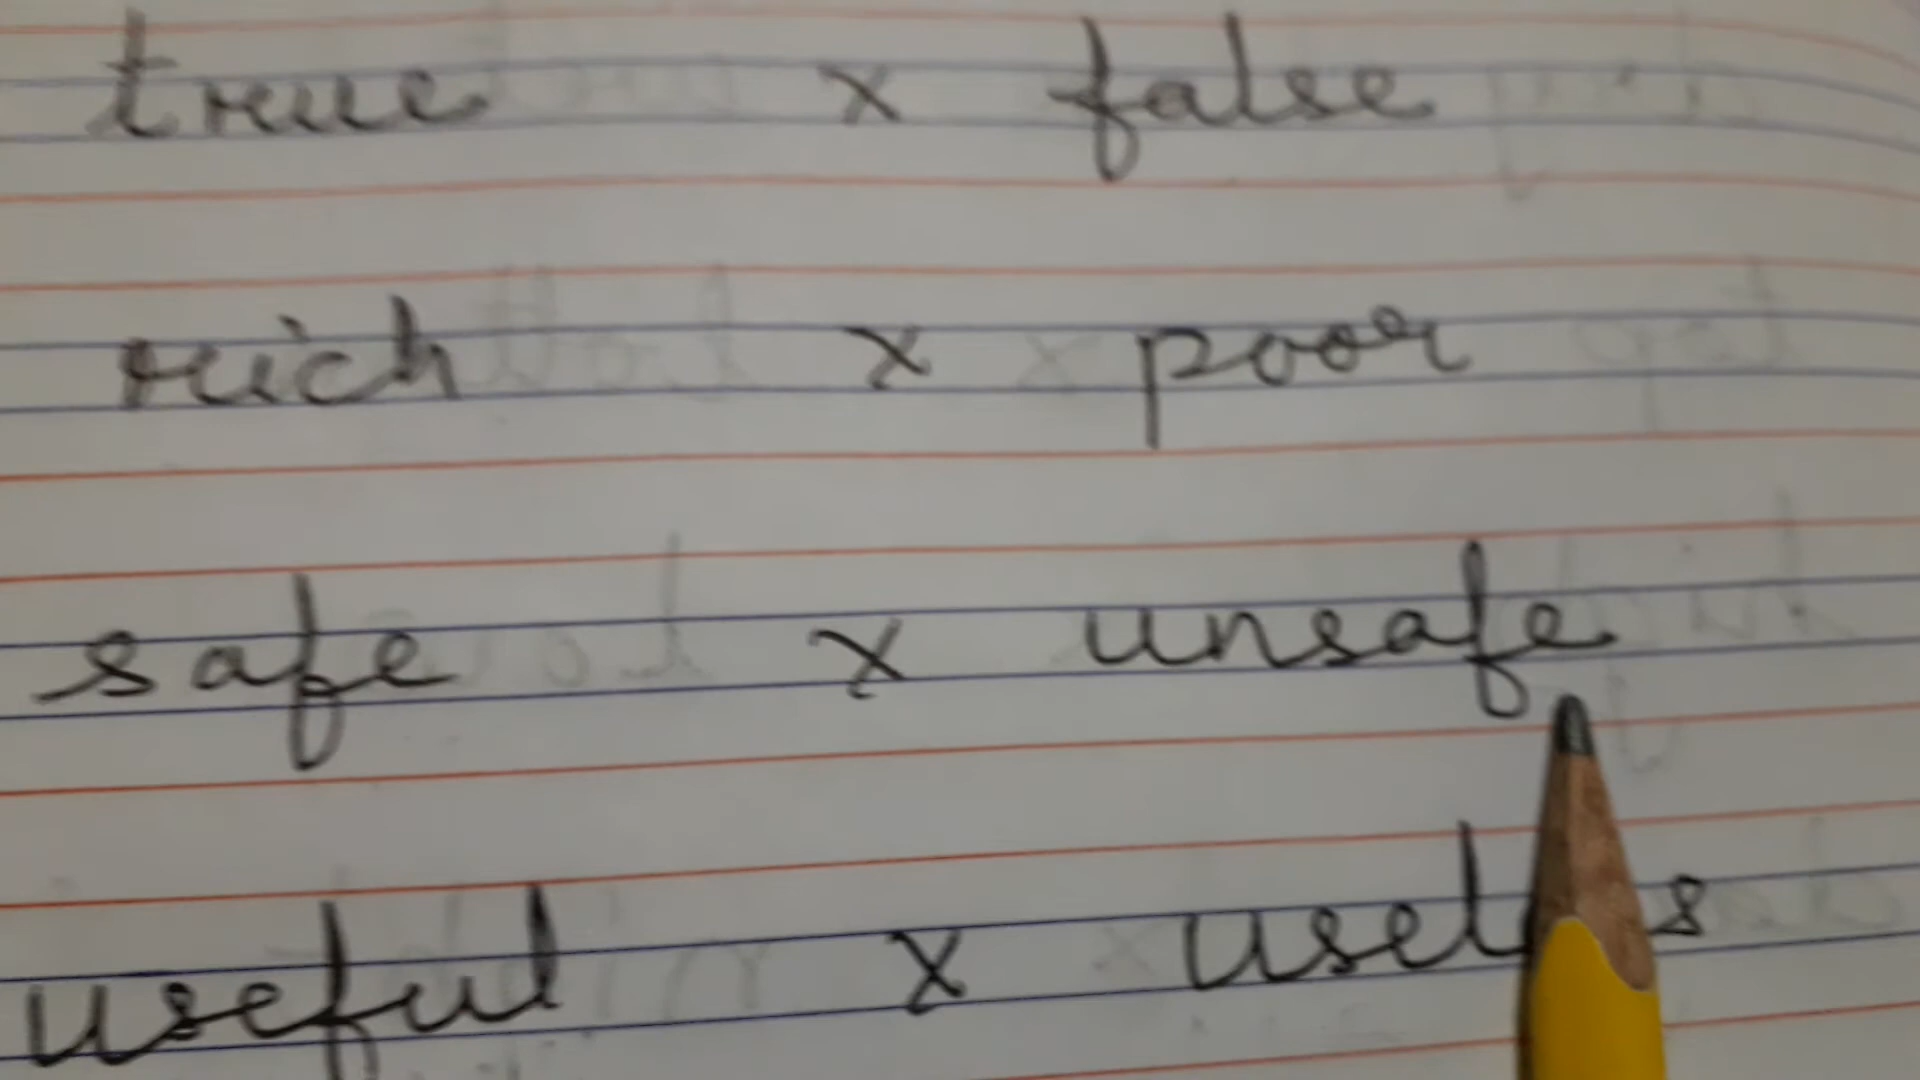 true x false
rich x poor
safe x unsafe
useful x